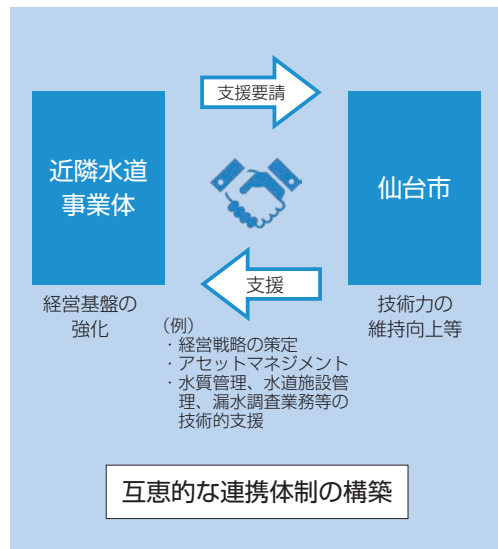 支援要請
近隣水道
事業体
仙台市
支援
経営基盤の
強化
技術力の
維持向上等
（例）
・経営戦略の策定
・アセットマネジメント
・水質管理、水道施設管
理、漏水調査業務等の
技術的支援
互恵的な連携体制の構築